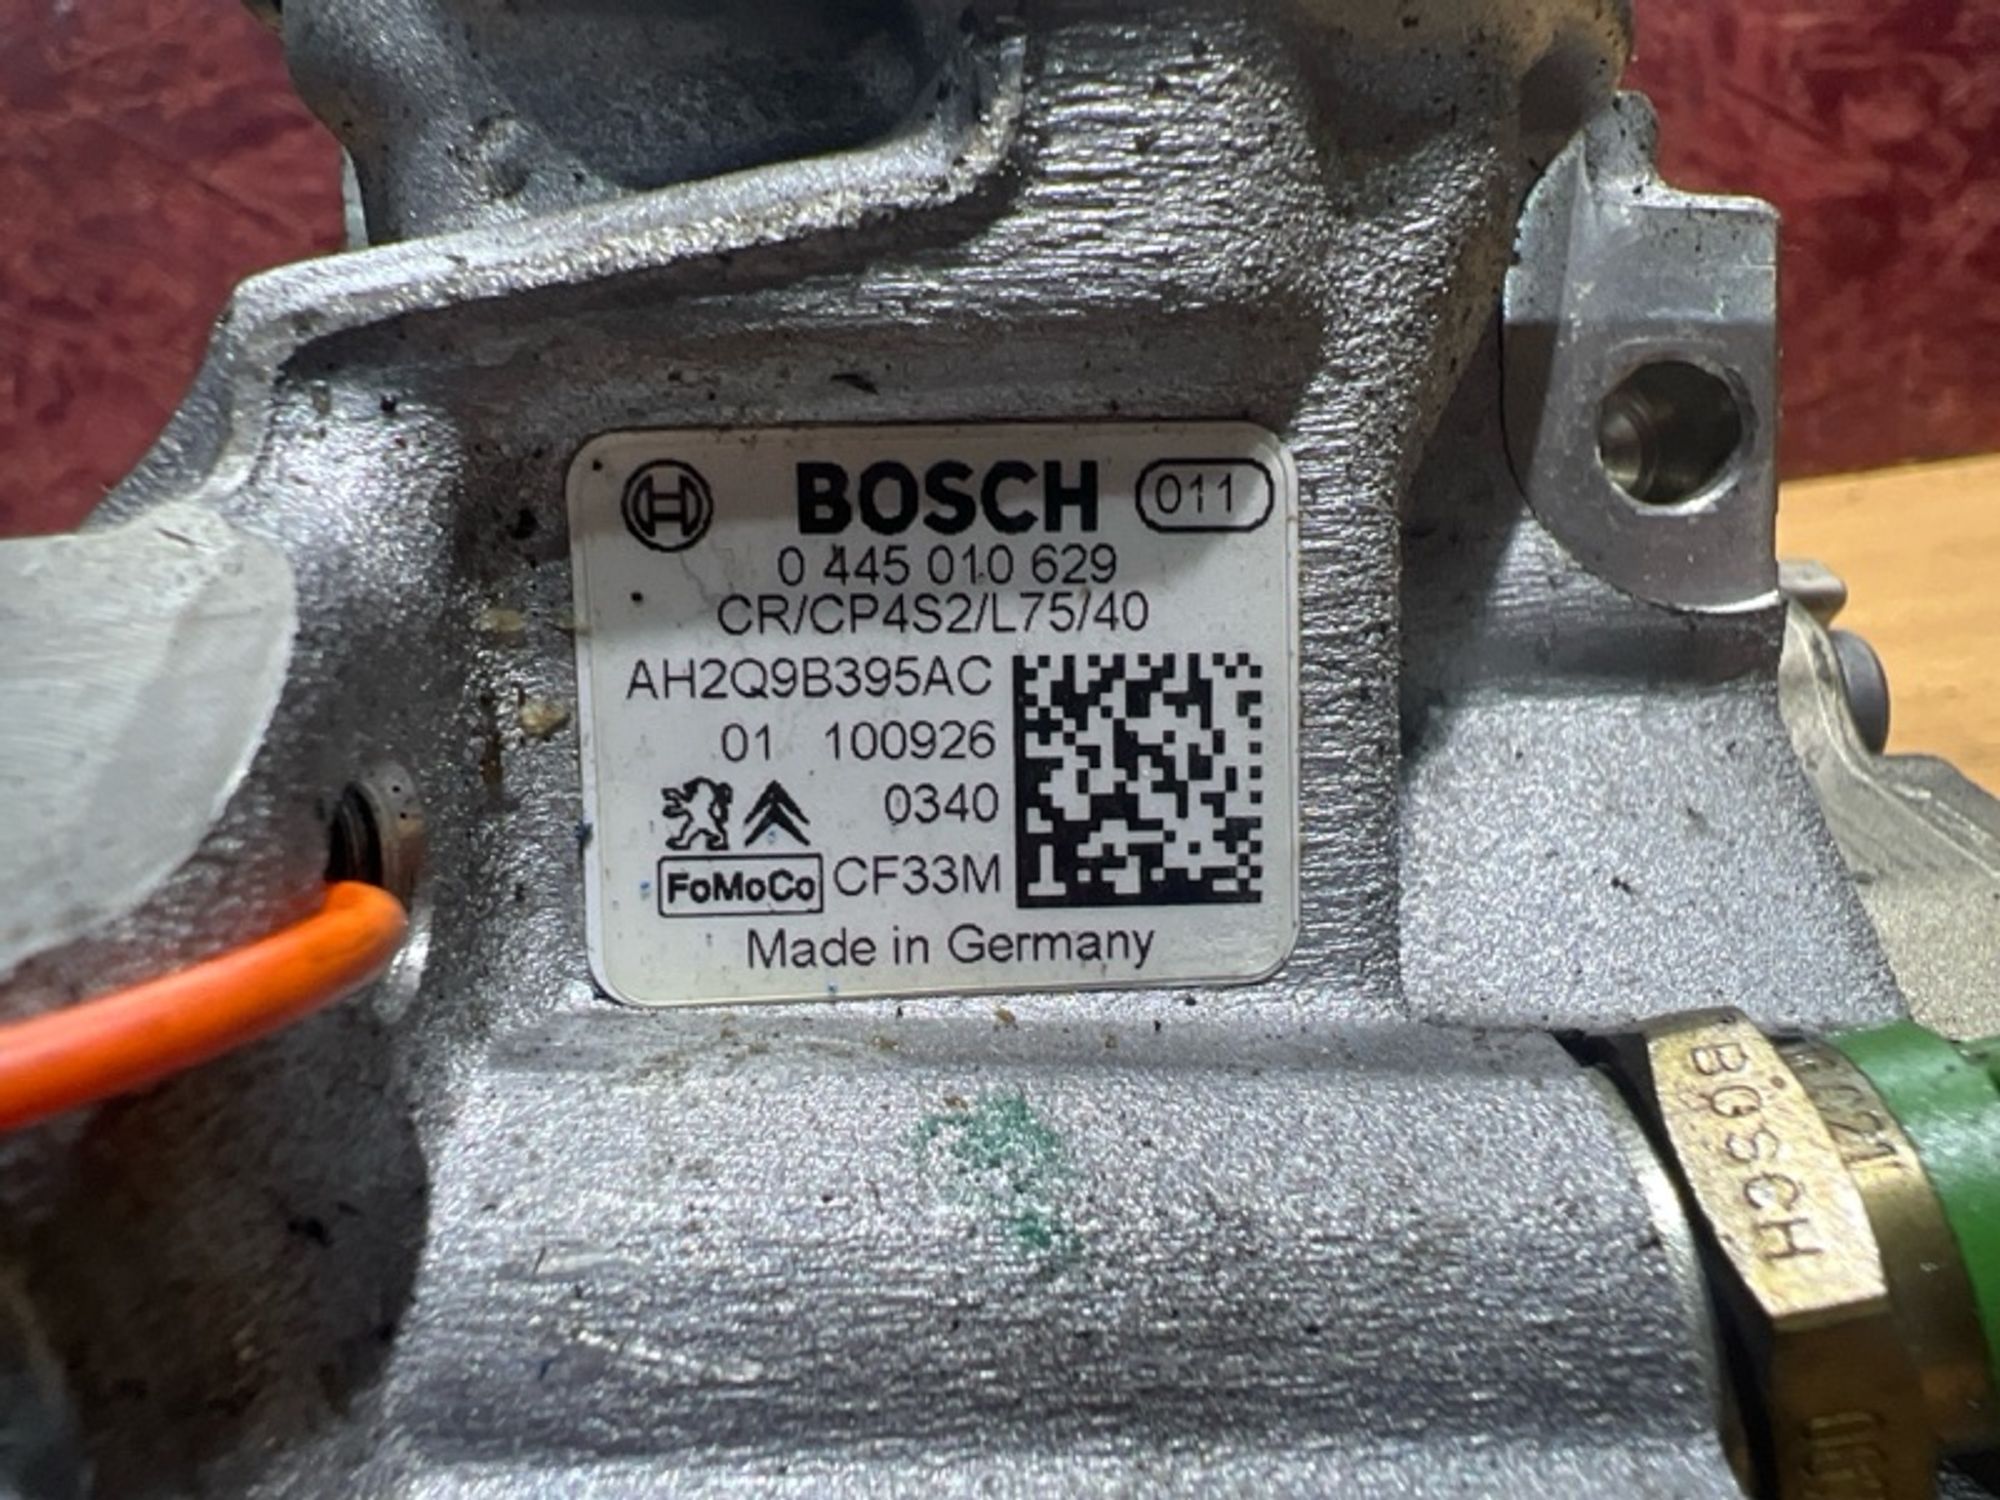 BOSCH 011
0 445 010 629
CR/CP4S2/L75/40
AH2Q9B395AC
01 100926
0340
FoMoCo CF33M
Made in Germany
BOSCH